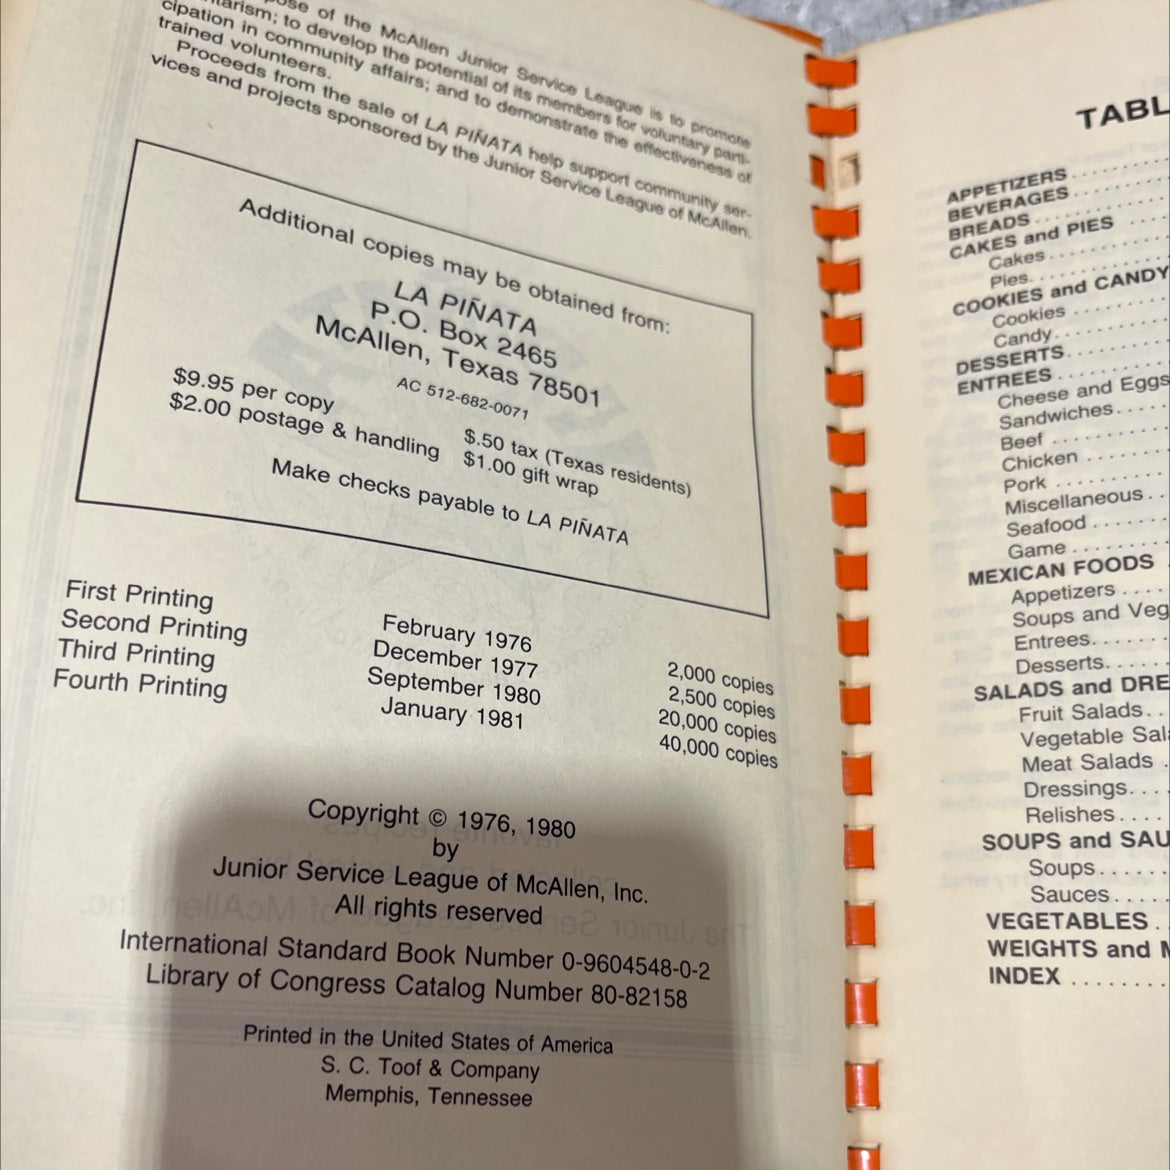 of the McAllen Junior Service League is to promote
to develop the potential of its members for voluntary parti-
cipation in community affairs; and to demonstrate the effectiveness of
trained volunteers.
Proceeds from the sale of LA PIÑATA help support community ser-
vices and projects sponsored by the Junior Service League of McAllen.
Additional copies may be obtained from:
LA PIÑATA
P.O. Box 2465
McAllen, Texas 78501
AC 512-682-0071
$9.95 per copy $.50 tax (Texas residents)
$2.00 postage & handling $1.00 gift wrap
Make checks payable to LA PIÑATA
First Printing February 1976 2,000 copies
Second Printing December 1977 2,500 copies
Third Printing September 1980 20,000 copies
Fourth Printing January 1981 40,000 copies
Copyright © 1976, 1980
by
Junior Service League of McAllen, Inc.
All rights reserved
International Standard Book Number 0-9604548-0-2
Library of Congress Catalog Number 80-82158
Printed in the United States of America
S. C. Toof & Company
Memphis, Tennessee
TABL
APPETIZERS
BEVERAGES
BREADS
CAKES and PIES
Cakes
Pies
COOKIES and CANDY
Cookies
Candy
DESSERTS
ENTREES
Cheese and Eggs
Sandwiches
Beef
Chicken
Pork
Miscellaneous
Seafood
Game
MEXICAN FOODS
Appetizers
Soups and Veg
Entrees
Desserts
SALADS and DRE
Fruit Salads
Vegetable Sal
Meat Salads
Dressings
Relishes
SOUPS and SAU
Soups
Sauces
VEGETABLES
WEIGHTS and M
INDEX